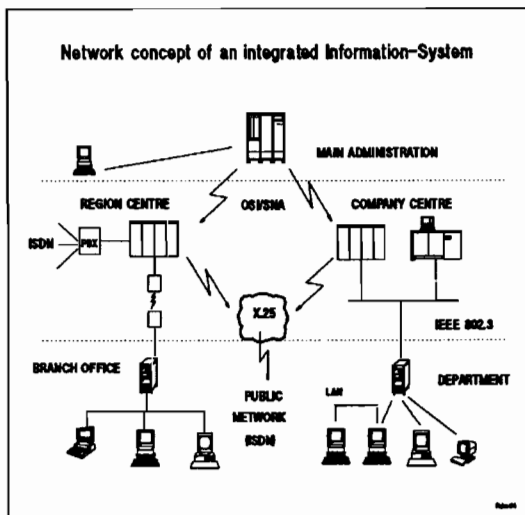 Network concept of an integrated Information-System
MAIN ADMINISTRATION
REGION CENTRE
OSI/SNA
COMPANY CENTRE
ISDN
PBX
X.25
IEEE 802.3
BRANCH OFFICE
DEPARTMENT
PUBLIC
NETWORK
(ISDN)
LAN